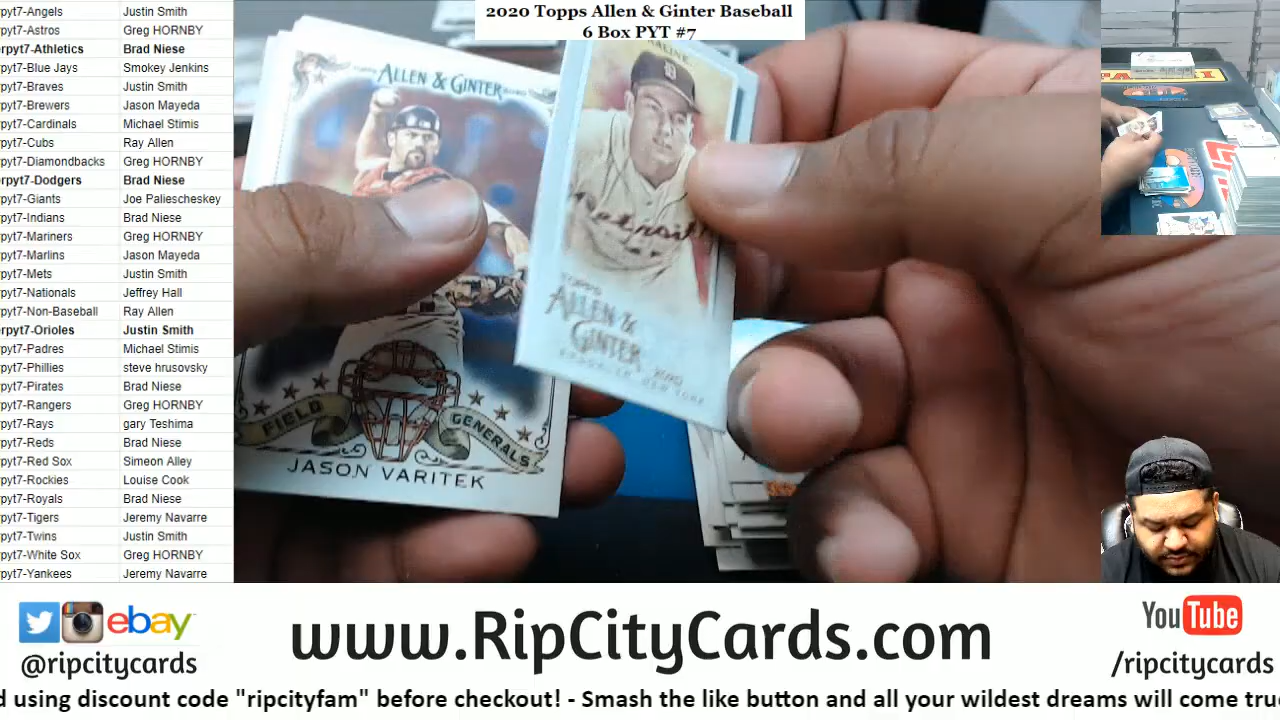 2020 Topps Allen & Ginter Baseball
6 Box PYT #7
pyt7-Angels Justin Smith
pyt7-Astros Greg HORNBY
erpyt7-Athletics Brad Niese
pyt7-Blue Jays Smokey Jenkins
pyt7-Braves Justin Smith
pyt7-Brewers Jason Mayeda
pyt7-Cardinals Michael Stimis
pyt7-Cubs Ray Allen
pyt7-Diamondbacks Greg HORNBY
rpyt7-Dodgers Brad Niese
pyt7-Giants Joe Paliescheskey
pyt7-Indians Brad Niese
pyt7-Mariners Greg HORNBY
pyt7-Marlins Jason Mayeda
pyt7-Mets Justin Smith
pyt7-Nationals Jeffrey Hall
pyt7-Non-Baseball Ray Allen
erpyt7-Orioles Justin Smith
pyt7-Padres Michael Stimis
pyt7-Phillies steve hrusovsky
pyt7-Pirates Brad Niese
pyt7-Rangers Greg HORNBY
pyt7-Rays gary Teshima
pyt7-Reds Brad Niese
pyt7-Red Sox Simeon Alley
pyt7-Rockies Louise Cook
pyt7-Royals Brad Niese
pyt7-Tigers Jeremy Navarre
pyt7-Twins Justin Smith
pyt7-White Sox Greg HORNBY
pyt7-Yankees Jeremy Navarre
ALLEN & GINTER
FIELD GENERALS
JASON VARITEK
KALINE
D
Detroit
TOPPS
ALLEN &
GINTER
2020
ebay
@ripcitycards
www.RipCityCards.com
YouTube
/ripcitycards
d using discount code "ripcityfam" before checkout! - Smash the like button and all your wildest dreams will come true